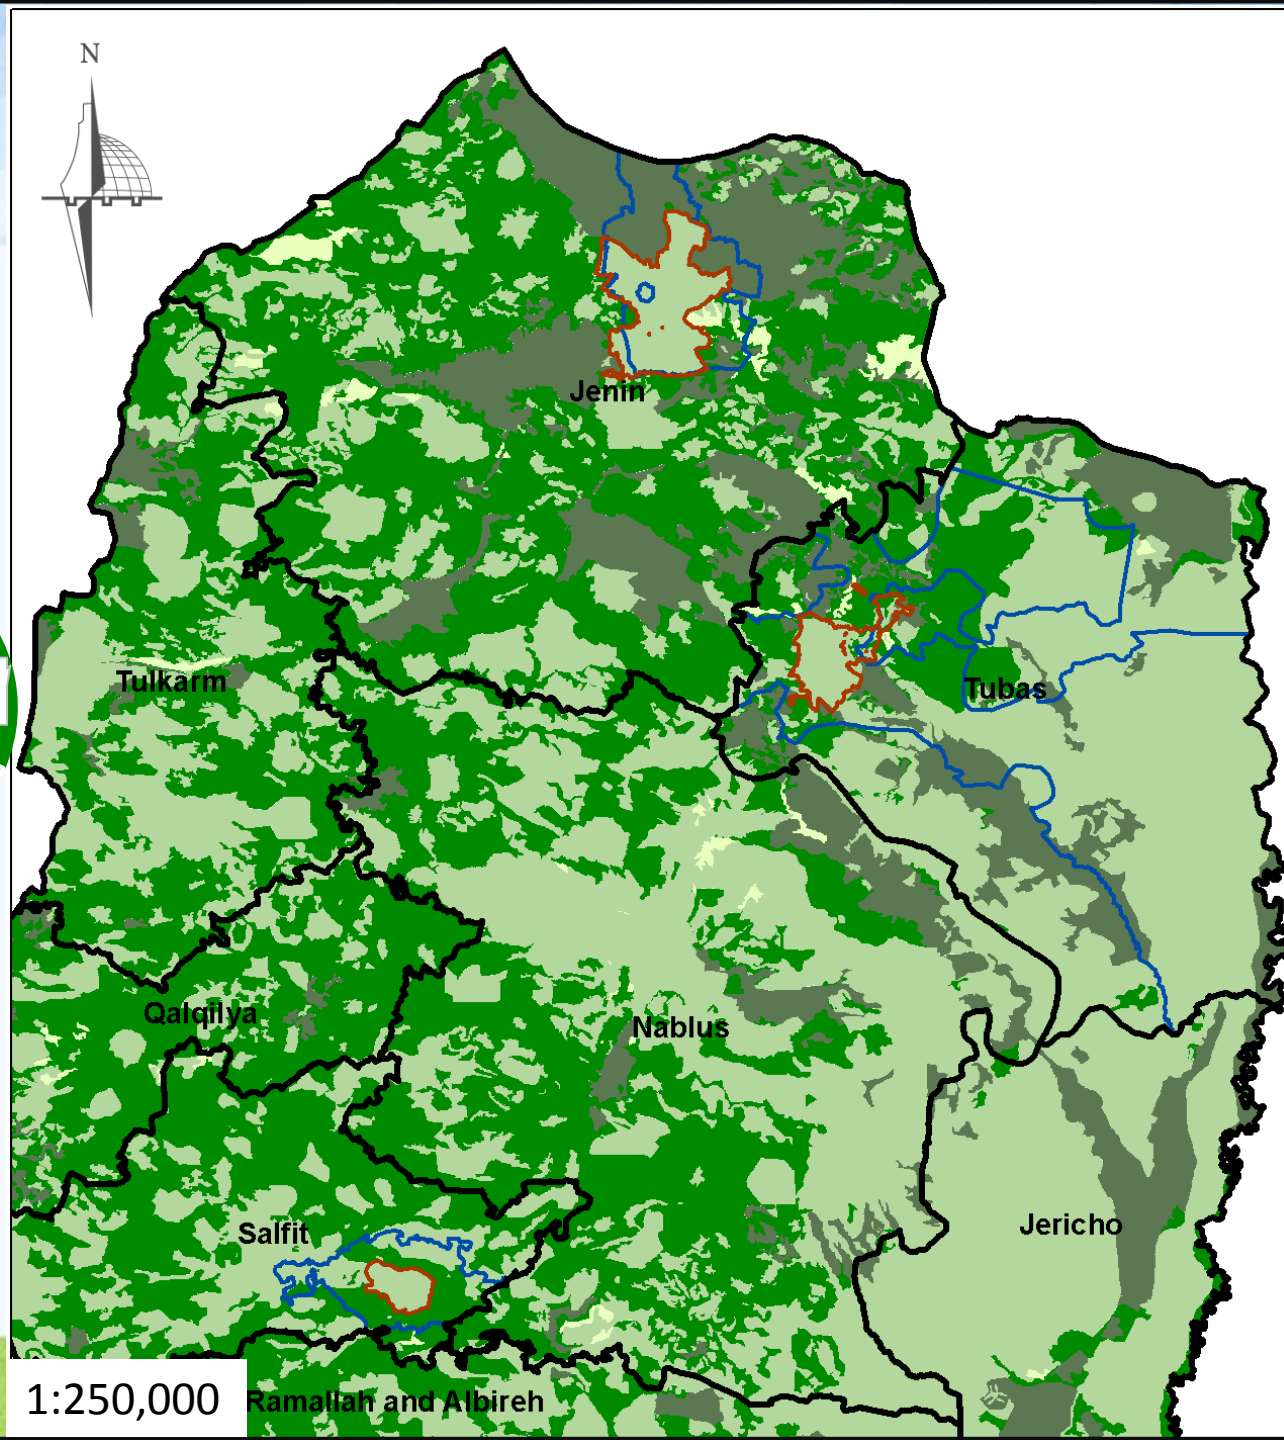 N
Jenin
Tulkarm
Tubas
Qalqilya
Nablus
Salfit
Jericho
1:250,000
Ramallah and Albireh